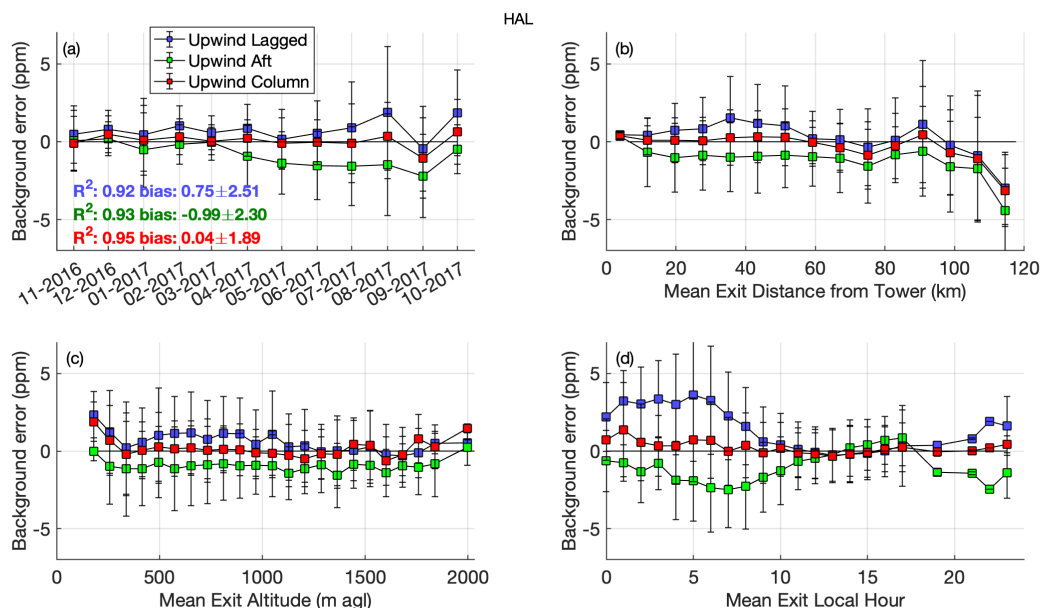 HAL
(a)
Upwind Lagged
Upwind Aft
Upwind Column
5
0
−5
Background error (ppm)
R²: 0.92 bias: 0.75±2.51
R²: 0.93 bias: -0.99±2.30
R²: 0.95 bias: 0.04±1.89
11-2016
12-2016
01-2017
02-2017
03-2017
04-2017
05-2017
06-2017
07-2017
08-2017
09-2017
10-2017
(b)
5
0
-5
Background error (ppm)
0 20 40 60 80 100 120
Mean Exit Distance from Tower (km)
(c)
5
0
-5
Background error (ppm)
0 500 1000 1500 2000
Mean Exit Altitude (m agl)
(d)
5
0
-5
Background error (ppm)
0 5 10 15 20
Mean Exit Local Hour